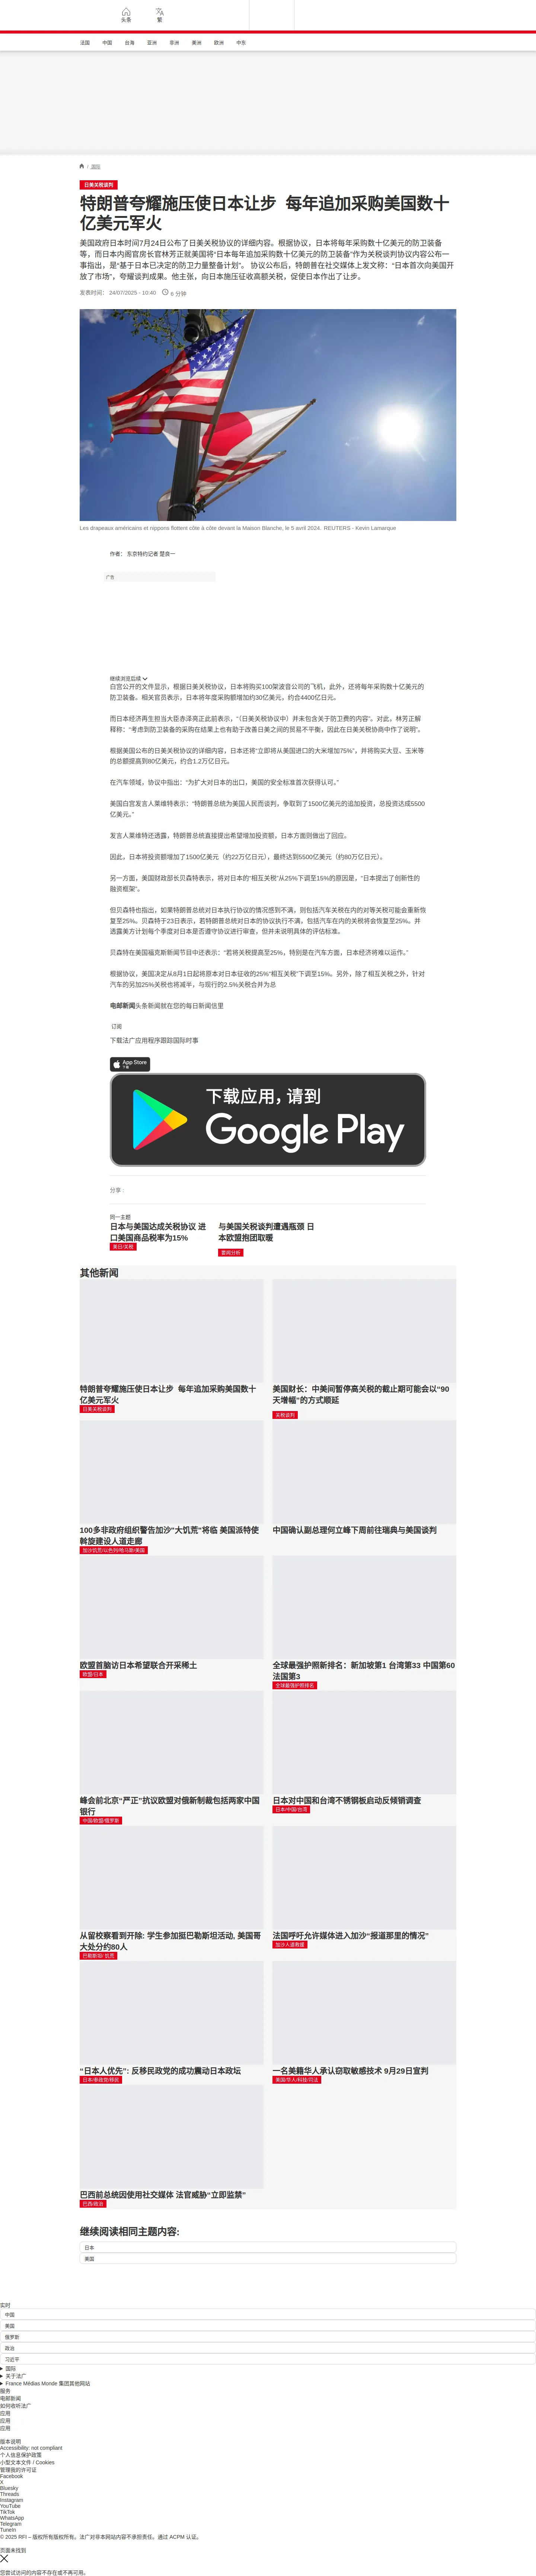 头条
繁
法国
中国
台海
亚洲
非洲
美洲
欧洲
中东
/ 国际
日美关税谈判
特朗普夸耀施压使日本让步 每年追加采购美国数十
亿美元军火
美国政府日本时间7月24日公布了日美关税协议的详细内容。根据协议，日本将每年采购数十亿美元的防卫装备
等，而日本内阁官房长官林芳正就美国将“日本每年追加采购数十亿美元的防卫装备”作为关税谈判协议内容公布一
事指出，是“基于日本已决定的防卫力量整备计划”。 协议公布后，特朗普在社交媒体上发文称：“日本首次向美国开
放了市场”，夸耀谈判成果。他主张，向日本施压征收高额关税，促使日本作出了让步。
发表时间： 24/07/2025 - 10:40
6 分钟
Les drapeaux américains et nippons flottent côte à côte devant la Maison Blanche, le 5 avril 2024. REUTERS - Kevin Lamarque
作者： 东京特约记者 楚良一
广告
继续浏览后续
白宫公开的文件显示，根据日美关税协议，日本将购买100架波音公司的飞机，此外，还将每年采购数十亿美元的
防卫装备。相关官员表示，日本将年度采购额增加约30亿美元，约合4400亿日元。
而日本经济再生担当大臣赤泽亮正此前表示，“（日美关税协议中）并未包含关于防卫费的内容”。对此，林芳正解
释称：“考虑到防卫装备的采购在结果上也有助于改善日美之间的贸易不平衡，因此在日美关税协商中作了说明”。
根据美国公布的日美关税协议的详细内容，日本还将“立即将从美国进口的大米增加75%”，并将购买大豆、玉米等
的总额提高到80亿美元，约合1.2万亿日元。
在汽车领域，协议中指出：“为扩大对日本的出口，美国的安全标准首次获得认可。”
美国白宫发言人莱维特表示：“特朗普总统为美国人民而谈判，争取到了1500亿美元的追加投资，总投资达成5500
亿美元。”
发言人莱维特还透露，特朗总统直接提出希望增加投资额，日本方面则做出了回应。
因此，日本将投资额增加了1500亿美元（约22万亿日元），最终达到5500亿美元（约80万亿日元）。
另一方面，美国财政部长贝森特表示，将对日本的“相互关税”从25%下调至15%的原因是，“日本提出了创新性的
融资框架”。
但贝森特也指出，如果特朗普总统对日本执行协议的情况感到不满，则包括汽车关税在内的对等关税可能会重新恢
复至25%。贝森特于23日表示，若特朗普总统对日本的协议执行不满，包括汽车在内的关税将会恢复至25%。并
透露美方计划每个季度对日本是否遵守协议进行审查，但并未说明具体的评估标准。
贝森特在美国福克斯新闻节目中还表示：“若将关税提高至25%，特别是在汽车方面，日本经济将难以运作。”
根据协议，美国决定从8月1日起将原本对日本征收的25%“相互关税”下调至15%。另外，除了相互关税之外，针对
汽车的另加25%关税也将减半，与现行的2.5%关税合并为总
电邮新闻头条新闻就在您的每日新闻信里
订阅
下载法广应用程序跟踪国际时事
App Store
下载应用，请到
Google Play
分享 :
同一主题
日本与美国达成关税协议 进
口美国商品税率为15%
美日/关税
与美国关税谈判遭遇瓶颈 日
本欧盟抱团取暖
要闻分析
其他新闻
特朗普夸耀施压使日本让步 每年追加采购美国数十
亿美元军火
日美关税谈判
美国财长：中美间暂停高关税的截止期可能会以“90
天增幅”的方式顺延
关税谈判
100多非政府组织警告加沙“大饥荒”将临 美国派特使
斡旋建设人道走廊
加沙饥荒/以色列/哈马斯/美国
中国确认副总理何立峰下周前往瑞典与美国谈判
欧盟首脑访日本希望联合开采稀土
欧盟/日本
全球最强护照新排名：新加坡第1 台湾第33 中国第60
法国第3
全球最强护照排名
峰会前北京“严正”抗议欧盟对俄新制裁包括两家中国
银行
中国/欧盟/俄罗斯
日本对中国和台湾不锈钢板启动反倾销调查
日本/中国/台湾
从留校察看到开除: 学生参加挺巴勒斯坦活动, 美国哥
大处分约80人
巴勒斯坦/ 饥荒
法国呼吁允许媒体进入加沙“报道那里的情况”
加沙人道救援
“日本人优先”: 反移民政党的成功震动日本政坛
日本/参政党/移民
一名美籍华人承认窃取敏感技术 9月29日宣判
美国/华人/科技/司法
巴西前总统因使用社交媒体 法官威胁“立即监禁”
巴西/政治
继续阅读相同主题内容:
日本
美国
实时
中国
美国
俄罗斯
政治
习近平
国际
关于法广
France Médias Monde 集团其他网站
服务
电邮新闻
如何收听法广
应用
应用
应用
版本说明
Accessibility: not compliant
个人信息保护政策
小型文本文件 / Cookies
管理我的许可证
Facebook
X
Bluesky
Threads
Instagram
YouTube
TikTok
WhatsApp
Telegram
TuneIn
© 2025 RFI – 版权所有版权所有。法广对非本网站内容不承担责任。通过 ACPM 认证。
页面未找到
您尝试访问的内容不存在或不再可用。